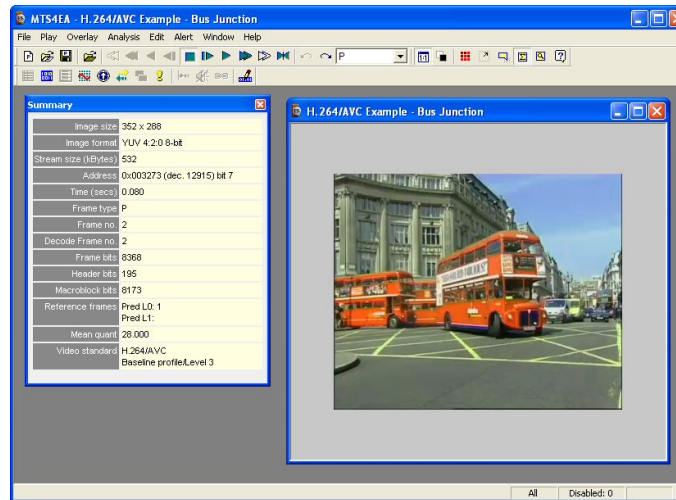 MTS4EA - H.264/AVC Example - Bus Junction
File Play Overlay Analysis Edit Alert Window Help
P
Summary
Image size 352 x 288
Image format YUV 4:2:0 8-bit
Stream size (kBytes) 532
Address 0x003273 (dec. 12915) bit 7
Time (secs) 0.080
Frame type P
Frame no. 2
Decode Frame no. 2
Frame bits 8368
Header bits 195
Macroblock bits 8173
Reference frames Pred L0: 1
Pred L1:
Mean quant 28.000
Video standard H.264/AVC
Baseline profile/Level 3
H.264/AVC Example - Bus Junction
All Disabled: 0